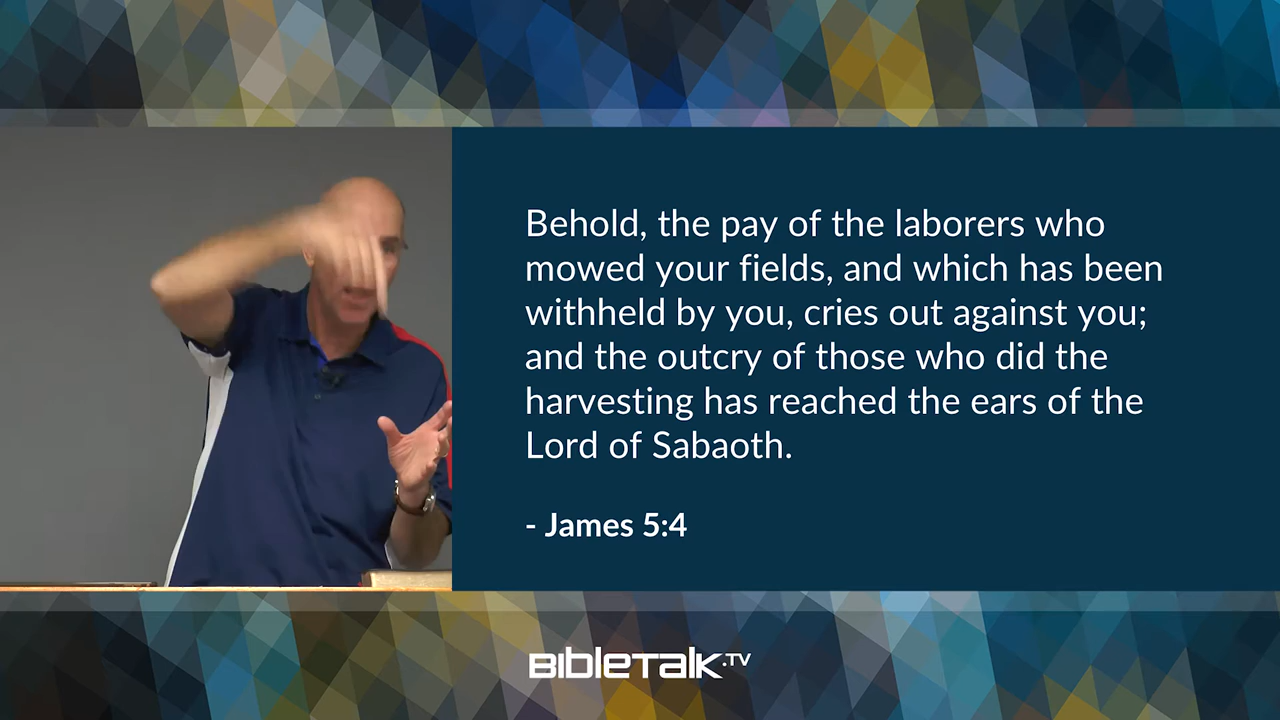 Behold, the pay of the laborers who
mowed your fields, and which has been
withheld by you, cries out against you;
and the outcry of those who did the
harvesting has reached the ears of the
Lord of Sabaoth.
- James 5:4
BIBLETALK.TV